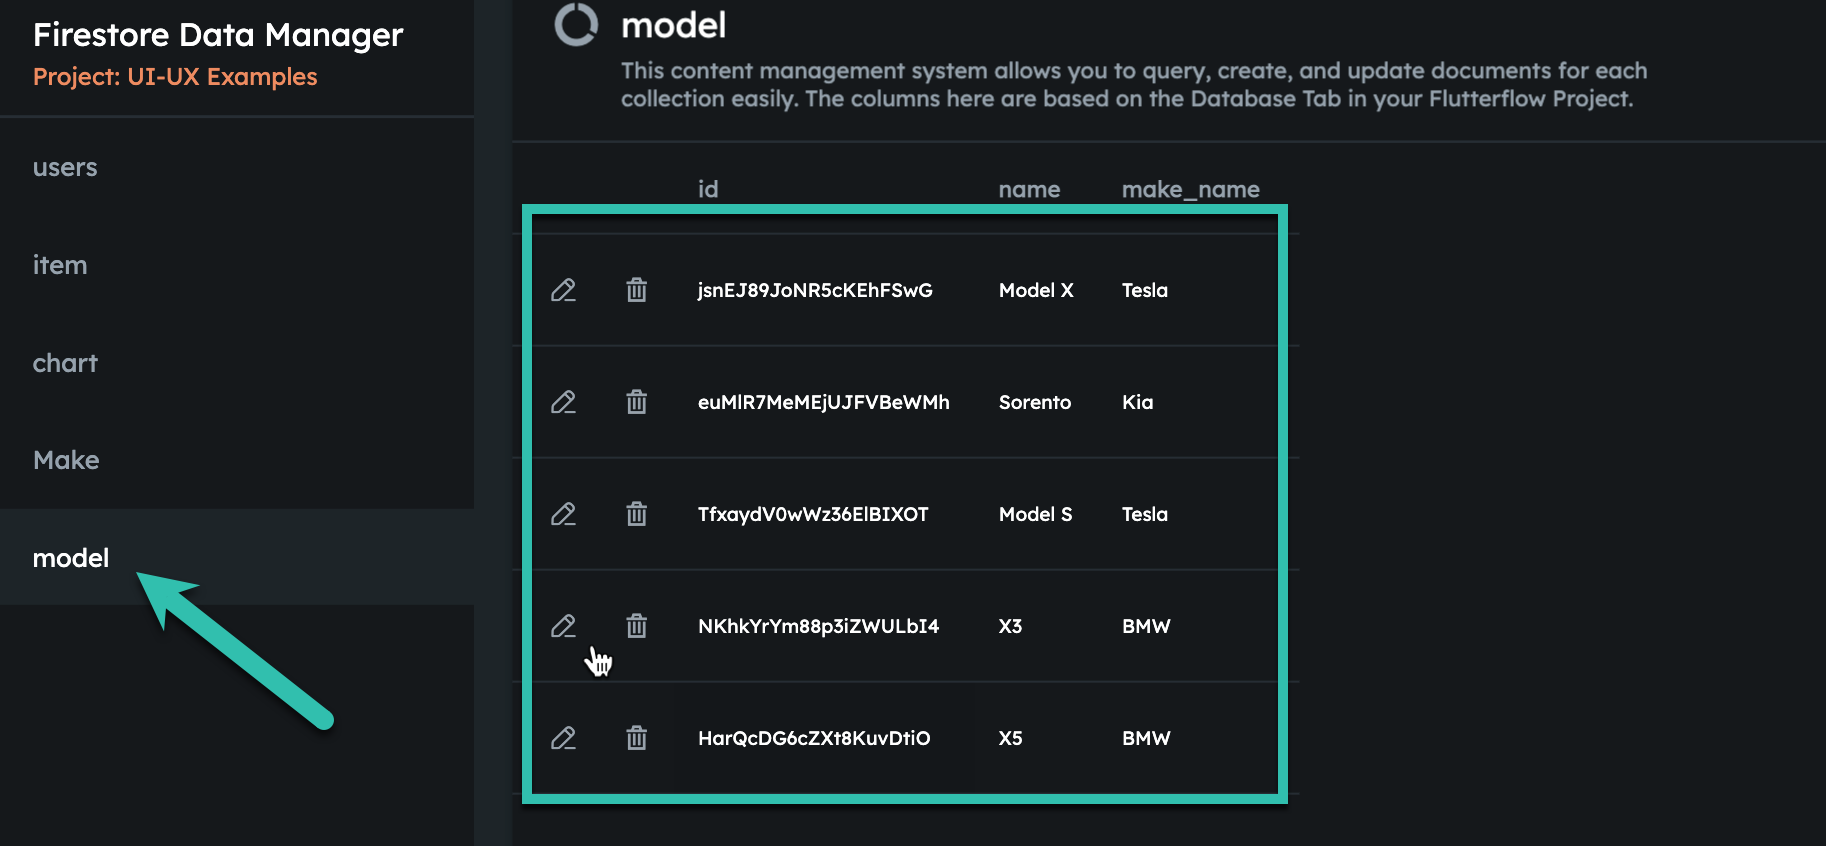 Firestore Data Manager
Project: UI-UX Examples
users
item
chart
Make
model
model
This content management system allows you to query, create, and update documents for each
collection easily. The columns here are based on the Database Tab in your Flutterflow Project.
id name make_name
jsnEJ89JoNR5cKEhFSwG Model X Tesla
euMlR7MeMEjUJFVBeWMh Sorento Kia
TfxaydV0wWz36ElBIXOT Model S Tesla
NKhkYrYm88p3iZWULbI4 X3 BMW
HarQcDG6cZXt8KuvDtiO X5 BMW